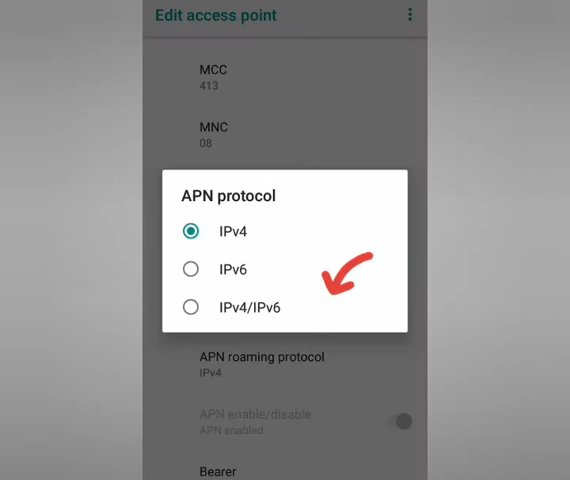 Edit access point
MCC
413
MNC
08
APN protocol
IPv4
IPv6
IPv4/IPv6
APN roaming protocol
IPv4
APN enable/disable
APN enabled
Bearer